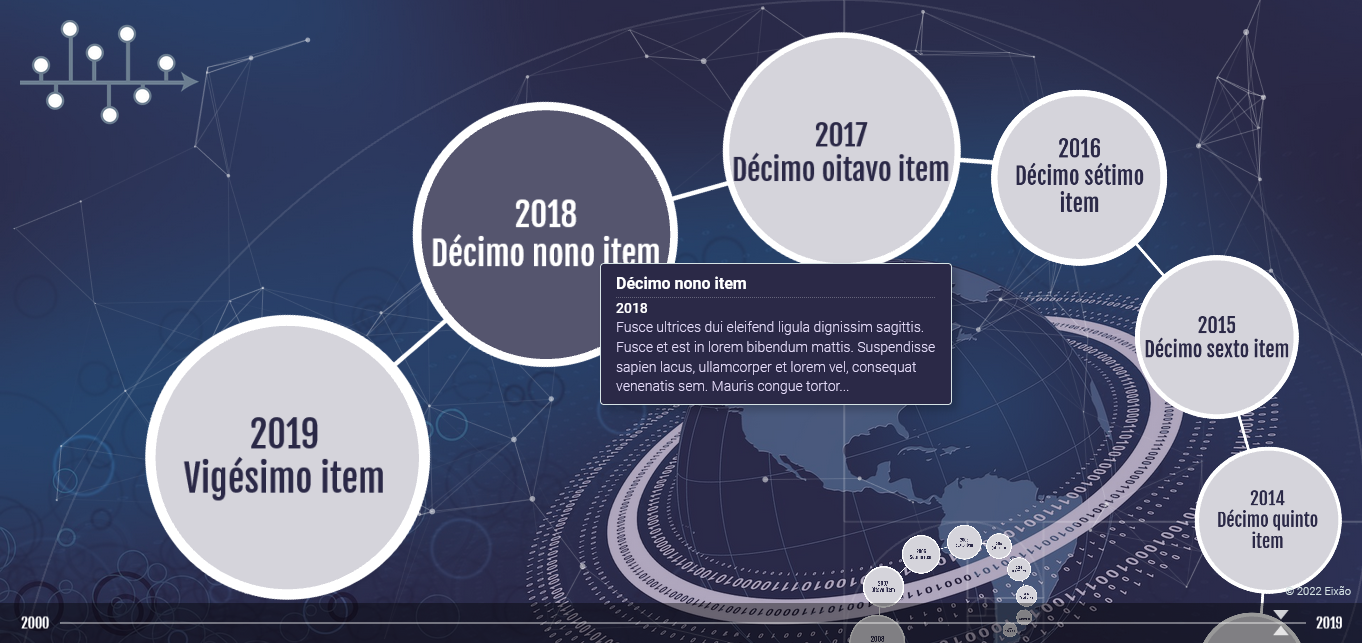 2017
Décimo oitavo item
2016
Décimo sétimo
item
2018
Décimo nono item
Décimo nono item
2018
Fusce ultrices dui eleifend ligula dignissim sagittis.
Fusce et est in lorem bibendum mattis. Suspendisse
sapien lacus, ullamcorper et lorem vel, consequat
venenatis sem. Mauris congue tortor...
2015
Décimo sexto item
2019
Vigésimo item
2014
Décimo quinto
item
2007
2008
© 2022 Eixão
2000
2019